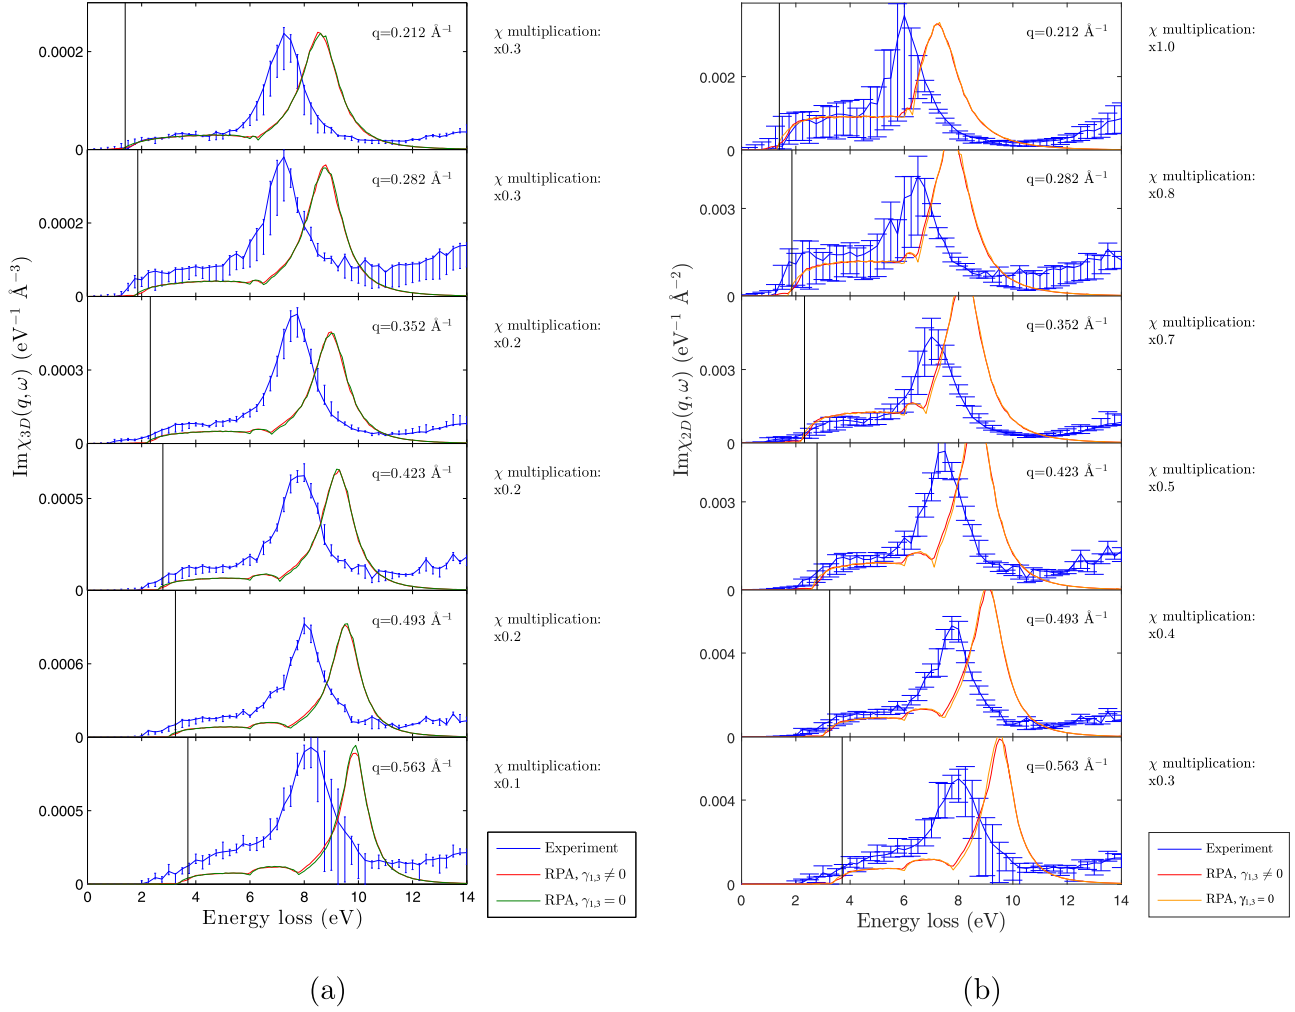 Imχ3D(q, ω) (eV−1 Å−3)
0.0002
0
q=0.212 Å-1
χ multiplication:
x0.3
0.0002
0
q=0.282 Å-1
χ multiplication:
x0.3
0.0003
0
q=0.352 Å-1
χ multiplication:
x0.2
0.0005
0
q=0.423 Å-1
χ multiplication:
x0.2
0.0006
0
q=0.493 Å-1
χ multiplication:
x0.2
0.0005
0
q=0.563 Å-1
χ multiplication:
x0.1
0 2 4 6 8 10 12 14
Energy loss (eV)
Experiment
RPA, γ1,3 ≠ 0
RPA, γ1,3 = 0
(a)
Imχ2D(q, ω) (eV−1 Å−2)
0.002
0
q=0.212 Å-1
χ multiplication:
x1.0
0.003
0
q=0.282 Å-1
χ multiplication:
x0.8
0.003
0
q=0.352 Å-1
χ multiplication:
x0.7
0.003
0
q=0.423 Å-1
χ multiplication:
x0.5
0.004
0
q=0.493 Å-1
χ multiplication:
x0.4
0.004
0
q=0.563 Å-1
χ multiplication:
x0.3
0 2 4 6 8 10 12 14
Energy loss (eV)
Experiment
RPA, γ1,3 ≠ 0
RPA, γ1,3 = 0
(b)